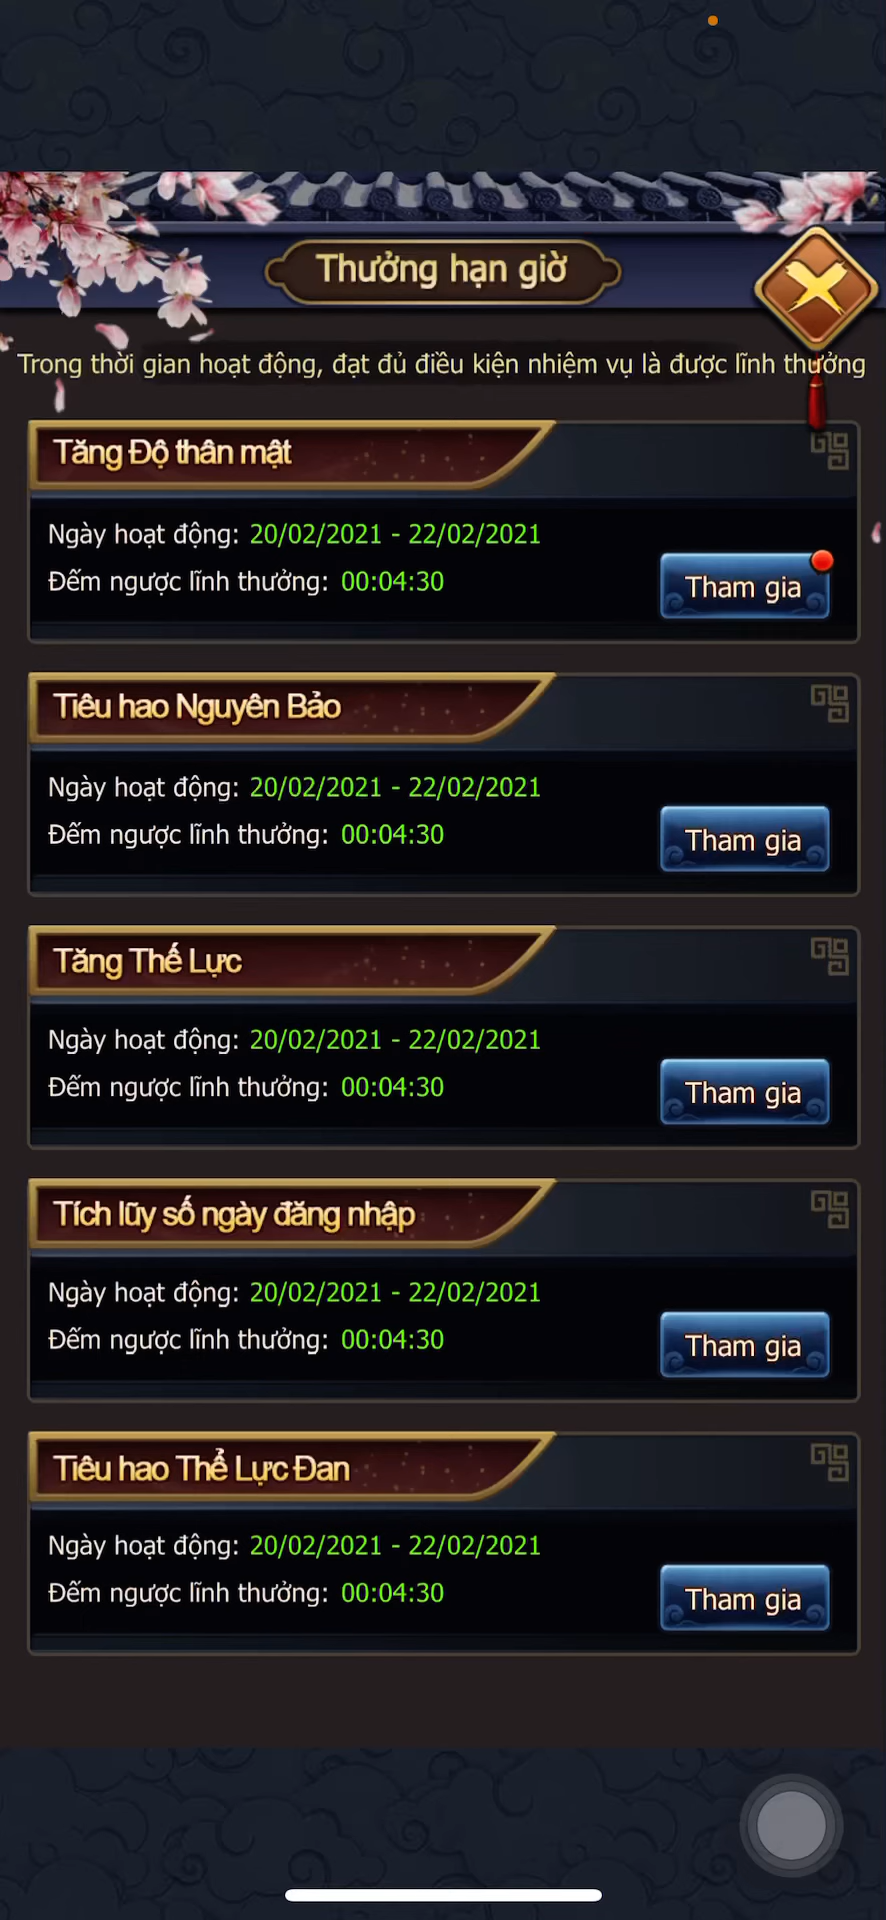 Thưởng hạn giờ
Trong thời gian hoạt động, đạt đủ điều kiện nhiệm vụ là được lĩnh thưởng
Tăng Độ thân mật
Ngày hoạt động: 20/02/2021 - 22/02/2021
Đếm ngược lĩnh thưởng: 00:04:30
Tham gia
Tiêu hao Nguyên Bảo
Ngày hoạt động: 20/02/2021 - 22/02/2021
Đếm ngược lĩnh thưởng: 00:04:30
Tham gia
Tăng Thế Lực
Ngày hoạt động: 20/02/2021 - 22/02/2021
Đếm ngược lĩnh thưởng: 00:04:30
Tham gia
Tích lũy số ngày đăng nhập
Ngày hoạt động: 20/02/2021 - 22/02/2021
Đếm ngược lĩnh thưởng: 00:04:30
Tham gia
Tiêu hao Thể Lực Đan
Ngày hoạt động: 20/02/2021 - 22/02/2021
Đếm ngược lĩnh thưởng: 00:04:30
Tham gia